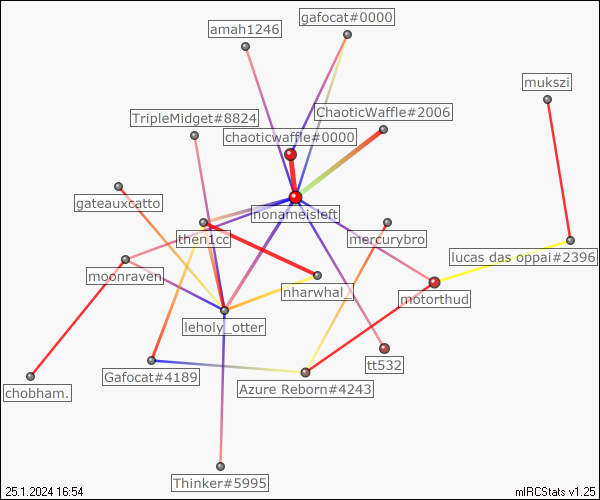 gafocat#0000
amah1246
mukszi
ChaoticWaffle#2006
TripleMidget#8824
chaoticwaffle#0000
gateauxcatto
nonameisleft
then1cc
mercurybro
lucas das oppai#2396
moonraven
nharwhal_
motorthud
leholy_otter
tt532
Gafocat#4189
Azure Reborn#4243
chobham.
Thinker#5995
25.1.2024 16:54
mIRCStats v1.25